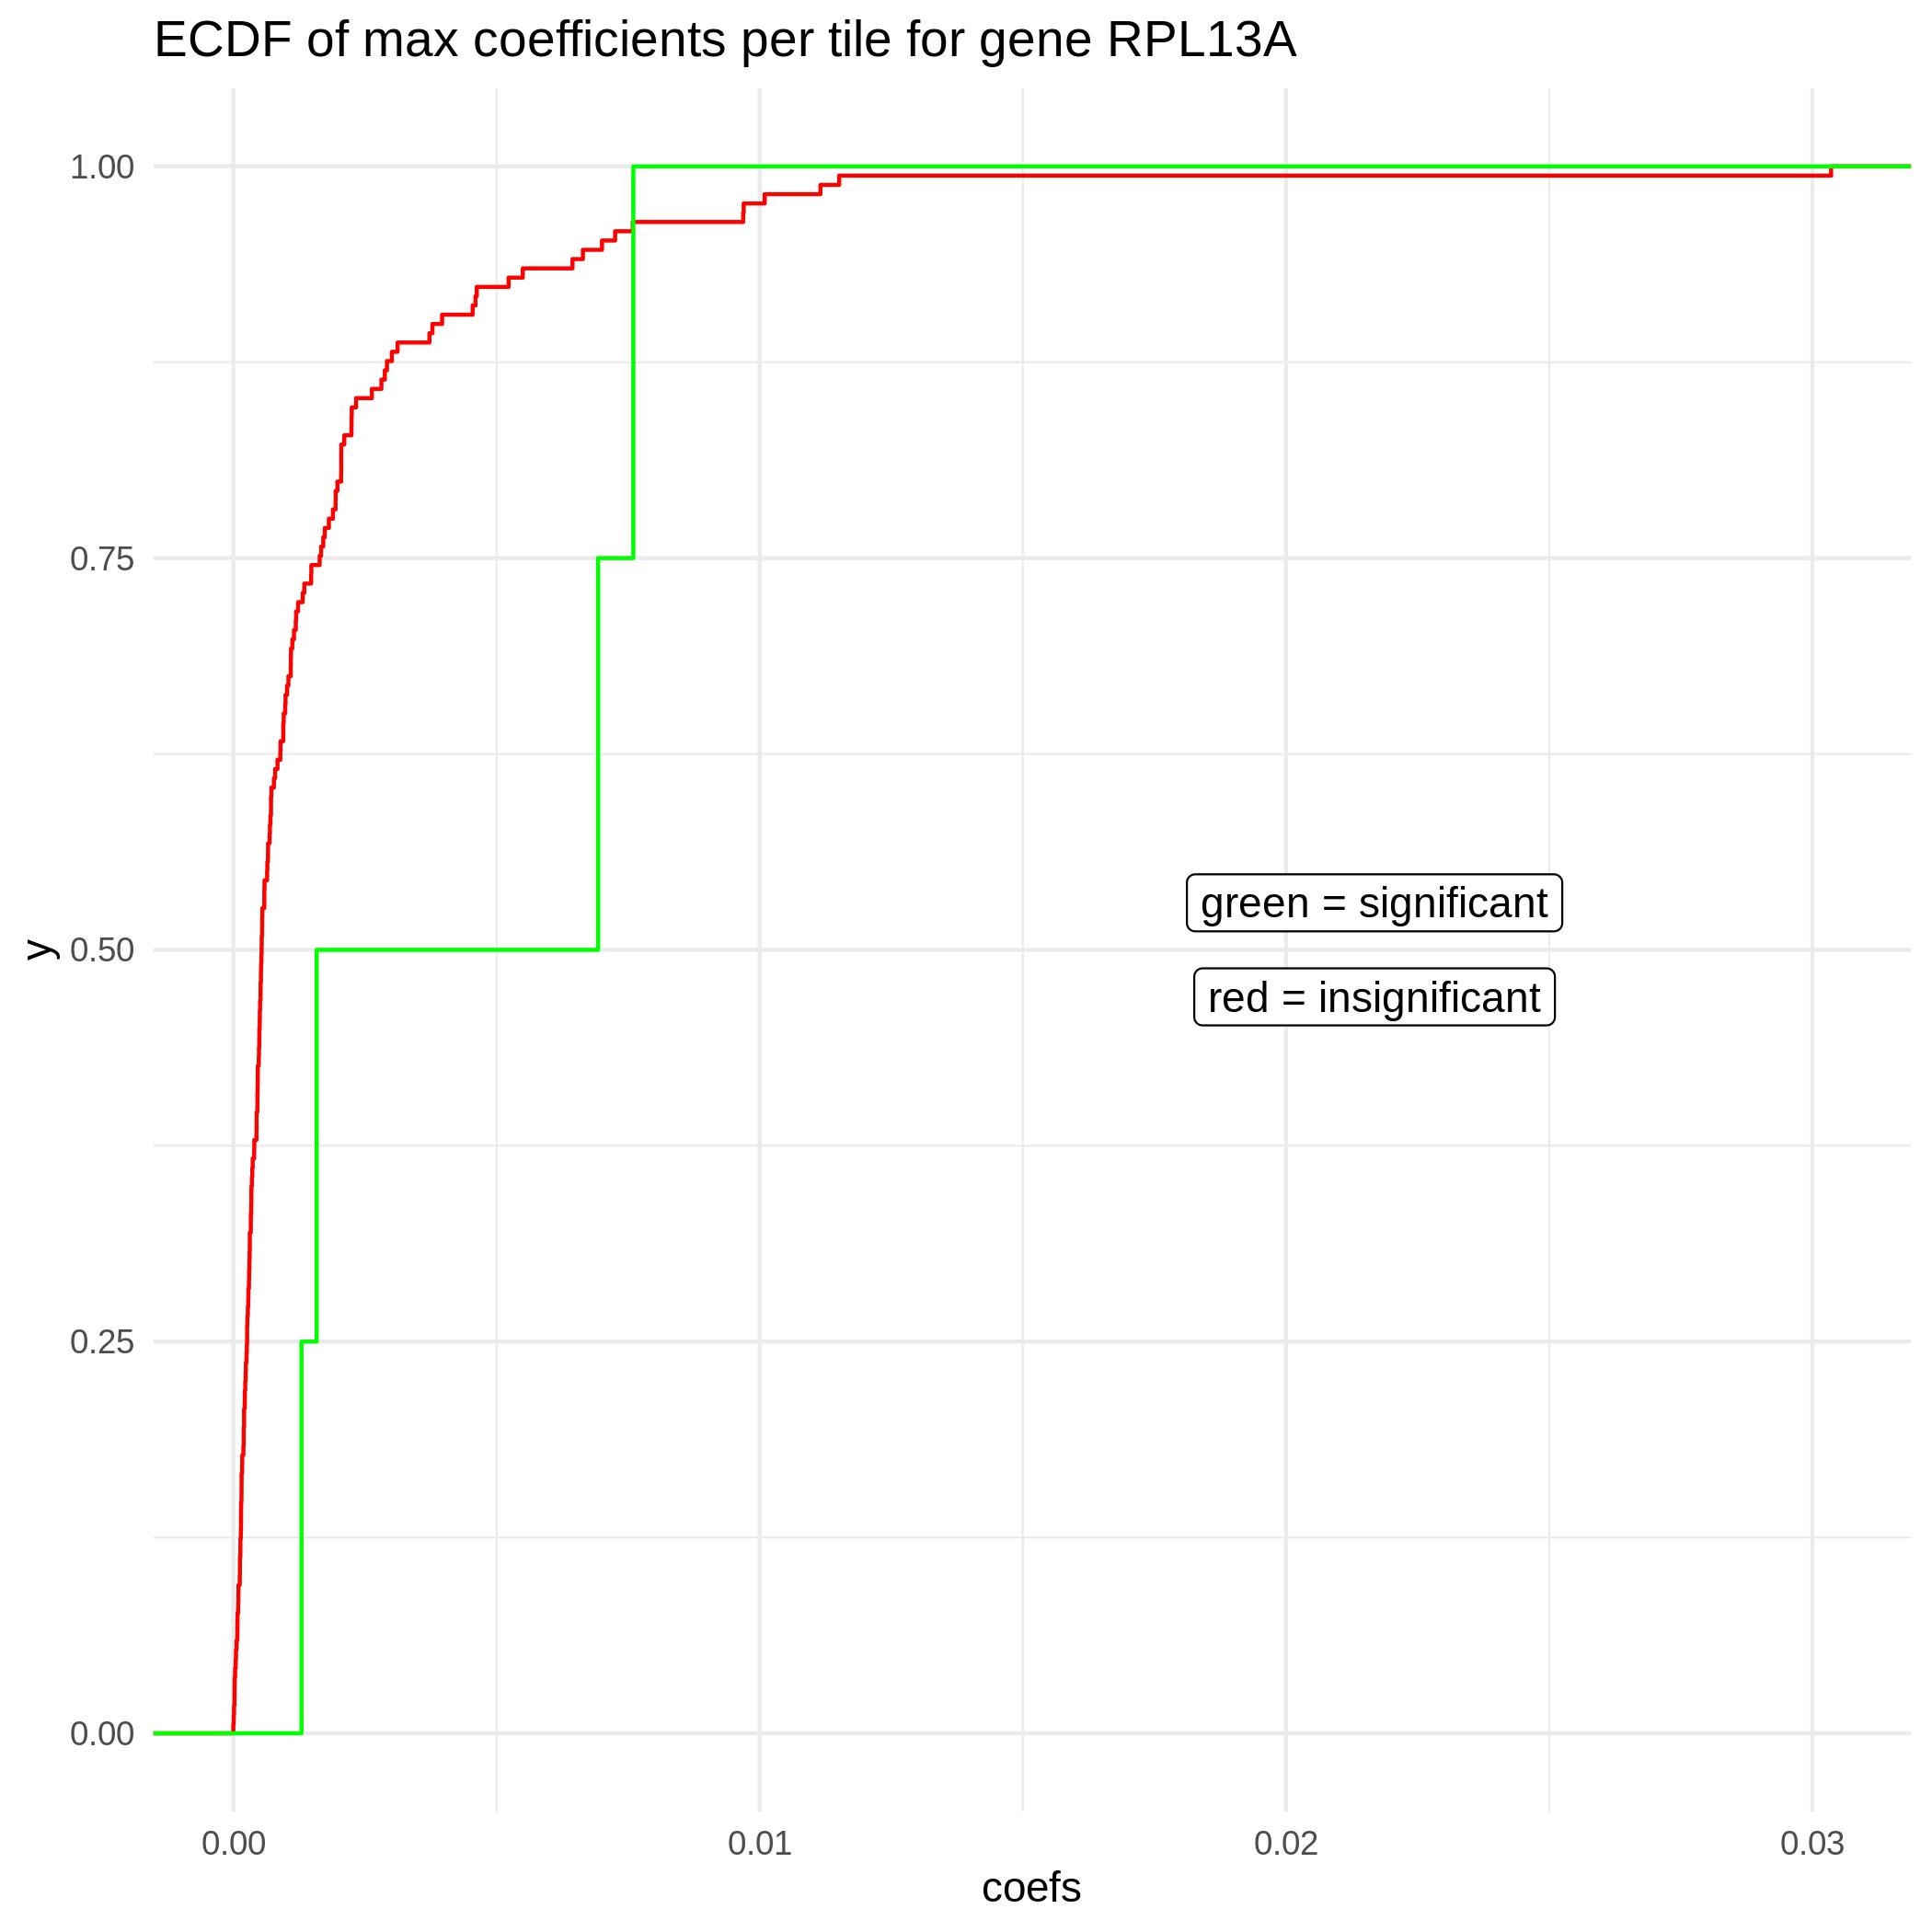 ECDF of max coefficients per tile for gene RPL13A
1.00
0.75
0.50
0.25
0.00
y
green = significant
red = insignificant
0.00
0.01
0.02
0.03
coefs